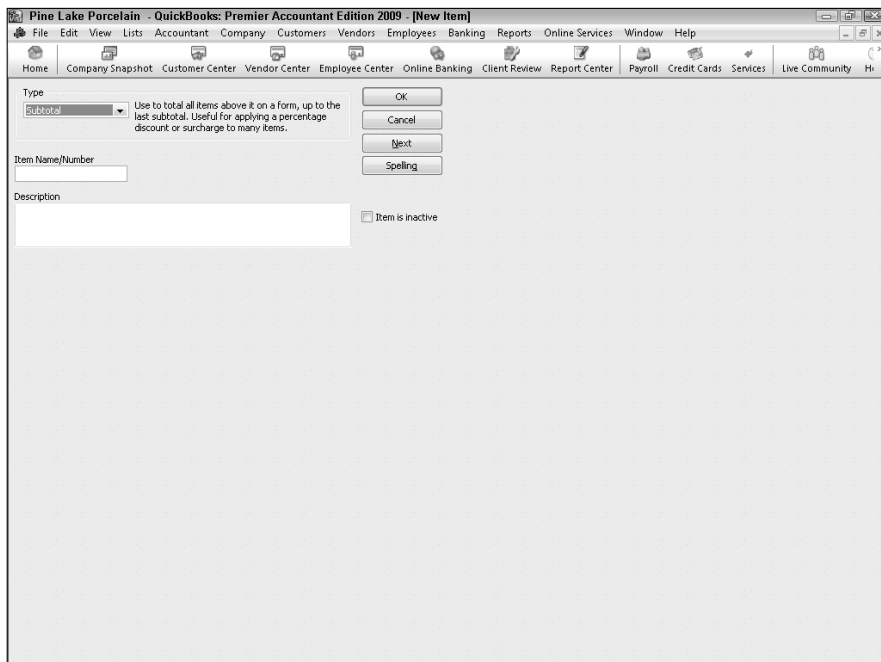 Pine Lake Porcelain - QuickBooks: Premier Accountant Edition 2009 - [New Item]
File Edit View Lists Accountant Company Customers Vendors Employees Banking Reports Online Services Window Help
Home Company Snapshot Customer Center Vendor Center Employee Center Online Banking Client Review Report Center Payroll Credit Cards Services Live Community
Type
Subtotal
Use to total all items above it on a form, up to the
last subtotal. Useful for applying a percentage
discount or surcharge to many items.
OK
Cancel
Next
Spelling
Item Name/Number
Description
Item is inactive